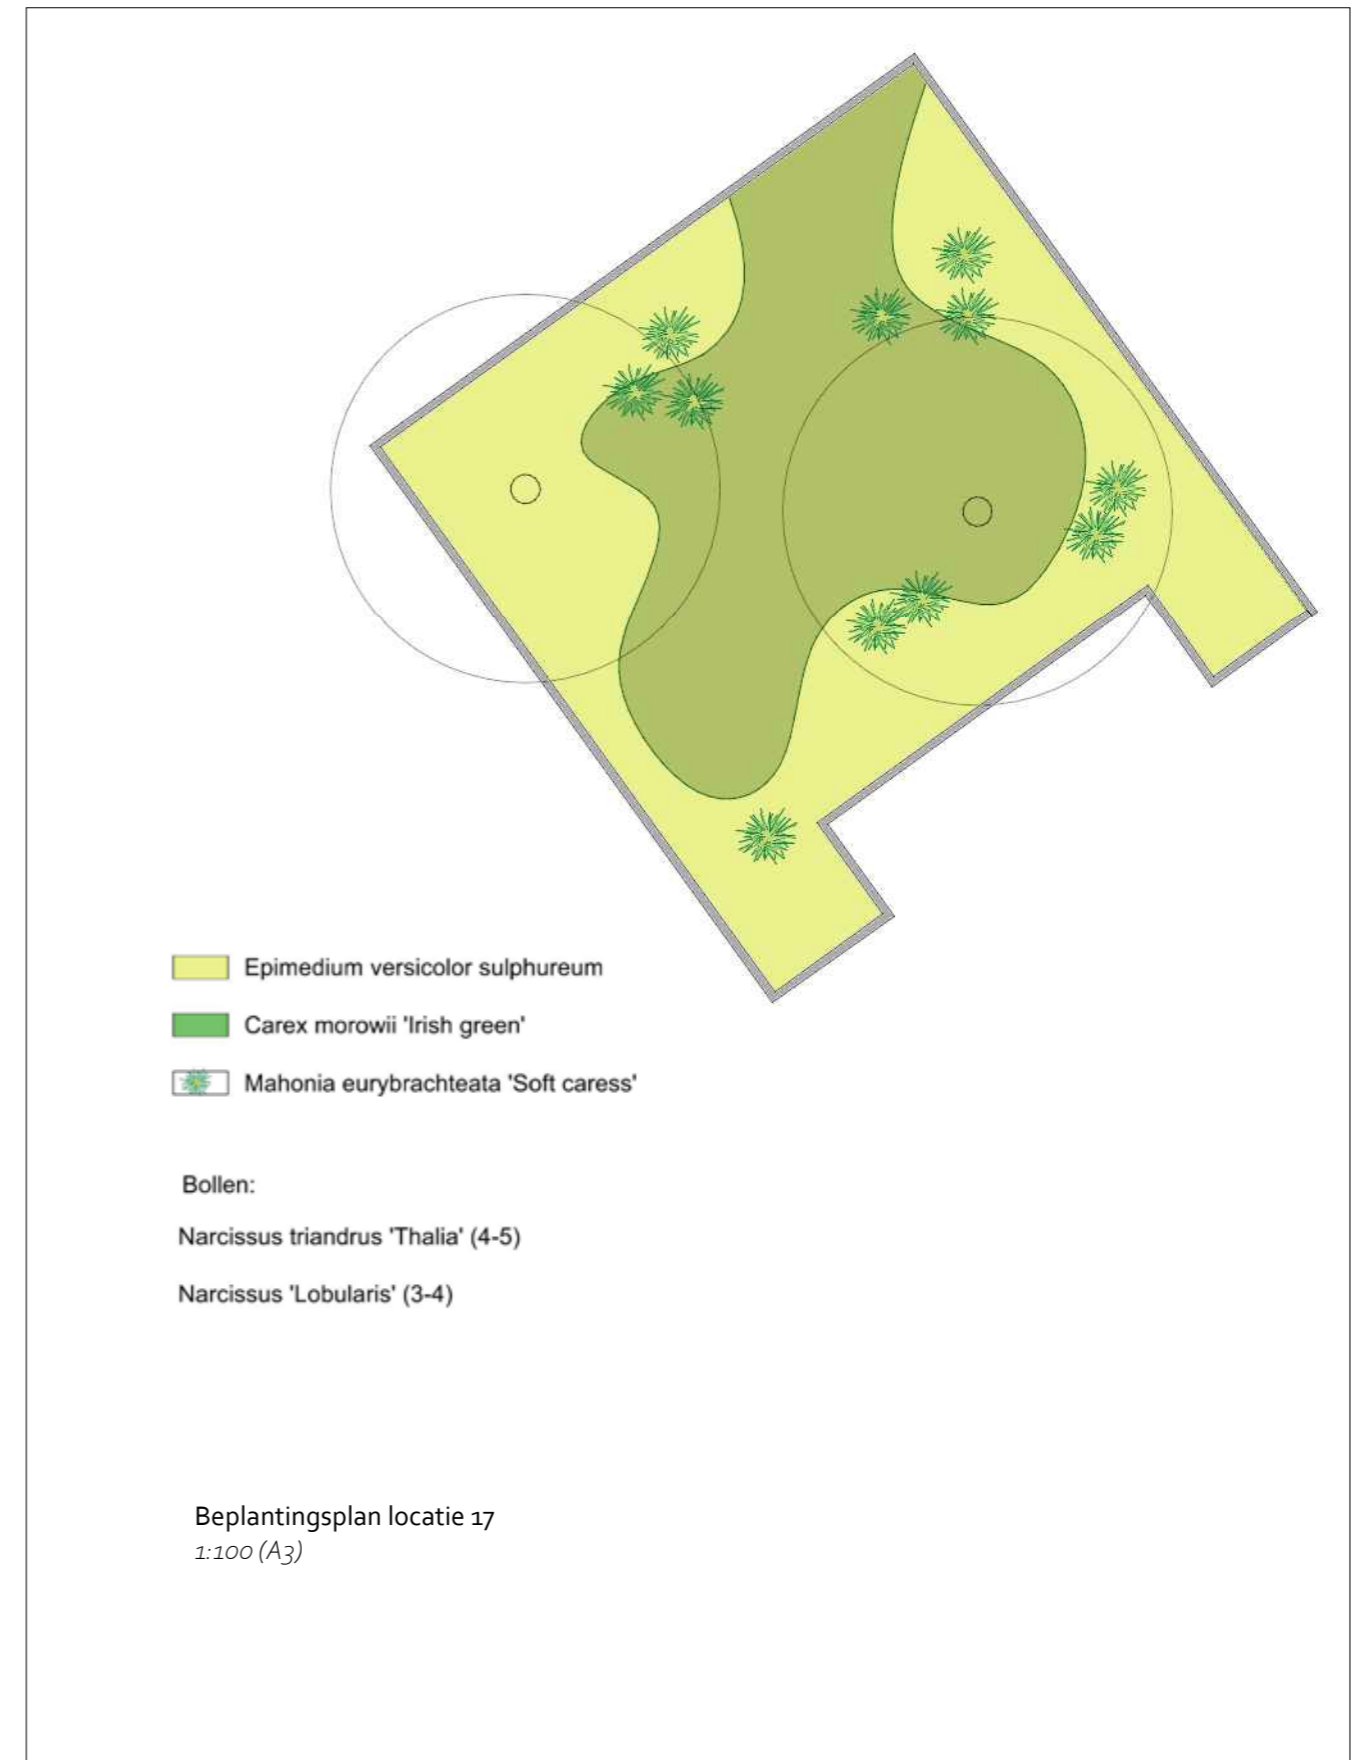 Epimedium versicolor sulphureum
Carex morowii 'Irish green'
Mahonia eurybrachteata 'Soft caress'
Bollen:
Narcissus triandrus 'Thalia' (4-5)
Narcissus 'Lobularis' (3-4)
Beplantingsplan locatie 17
1:100 (A3)